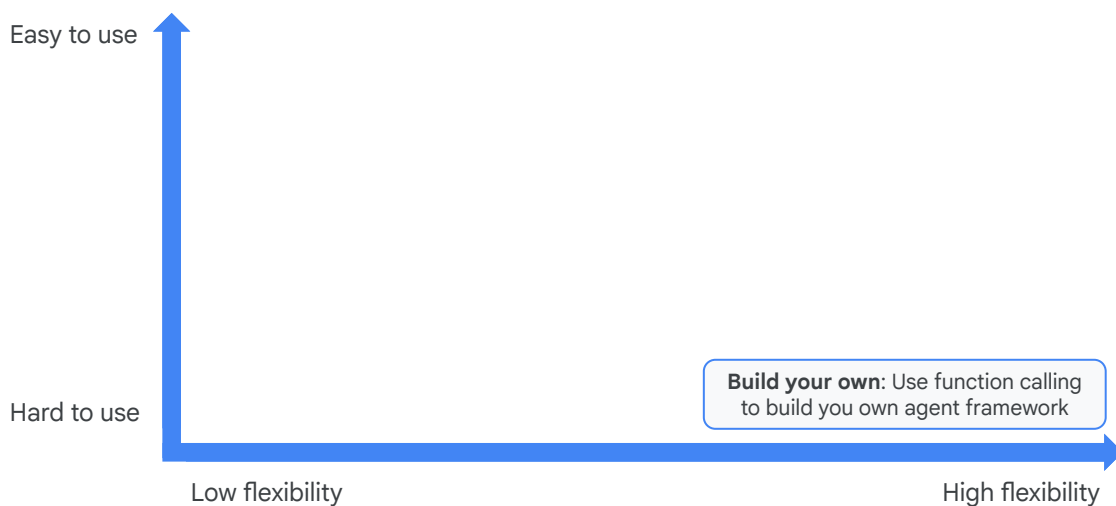 Easy to use
Build your own: Use function calling
to build you own agent framework
Hard to use
Low flexibility
High flexibility